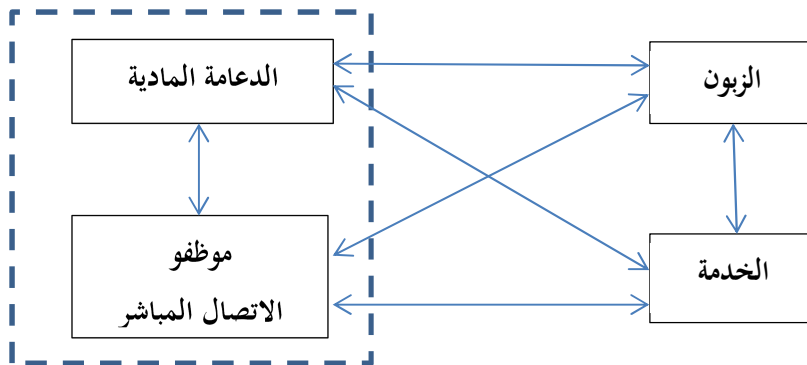 الزبون
الدعامة المادية
موظفو
الاتصال المباشر
الخدمة